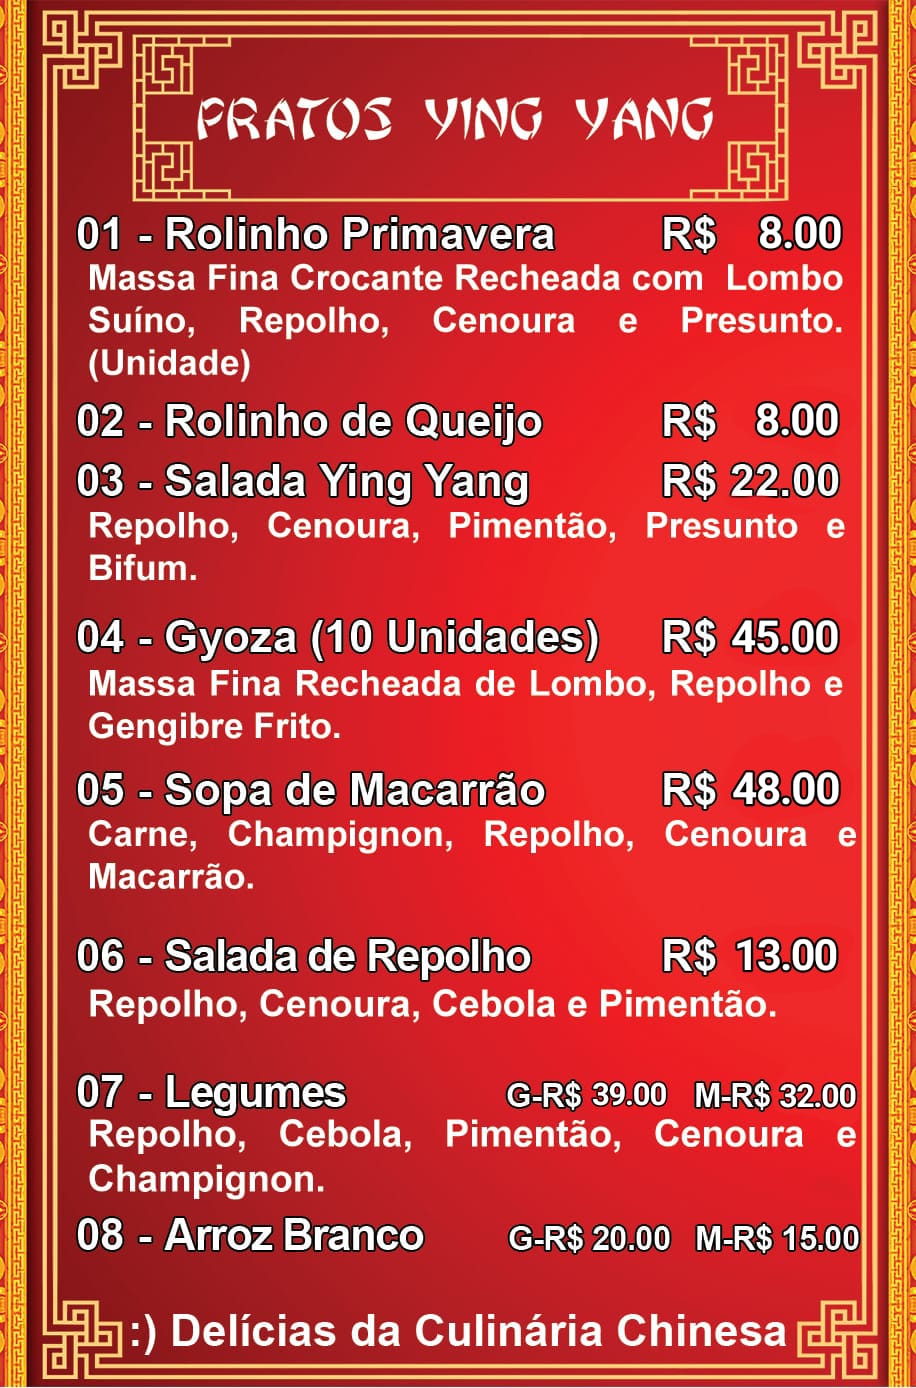 PRATOS YING YANG
01 - Rolinho Primavera R$ 8.00
Massa Fina Crocante Recheada com Lombo
Suíno, Repolho, Cenoura e Presunto.
(Unidade)
02 - Rolinho de Queijo R$ 8.00
03 - Salada Ying Yang R$ 22.00
Repolho, Cenoura, Pimentão, Presunto e
Bifum.
04 - Gyoza (10 Unidades) R$ 45.00
Massa Fina Recheada de Lombo, Repolho e
Gengibre Frito.
05 - Sopa de Macarrão R$ 48.00
Carne, Champignon, Repolho, Cenoura e
Macarrão.
06 - Salada de Repolho R$ 13.00
Repolho, Cenoura, Cebola e Pimentão.
07 - Legumes G-R$ 39.00 M-R$ 32.00
Repolho, Cebola, Pimentão, Cenoura e
Champignon.
08 - Arroz Branco G-R$ 20.00 M-R$ 15.00
:) Delícias da Culinária Chinesa